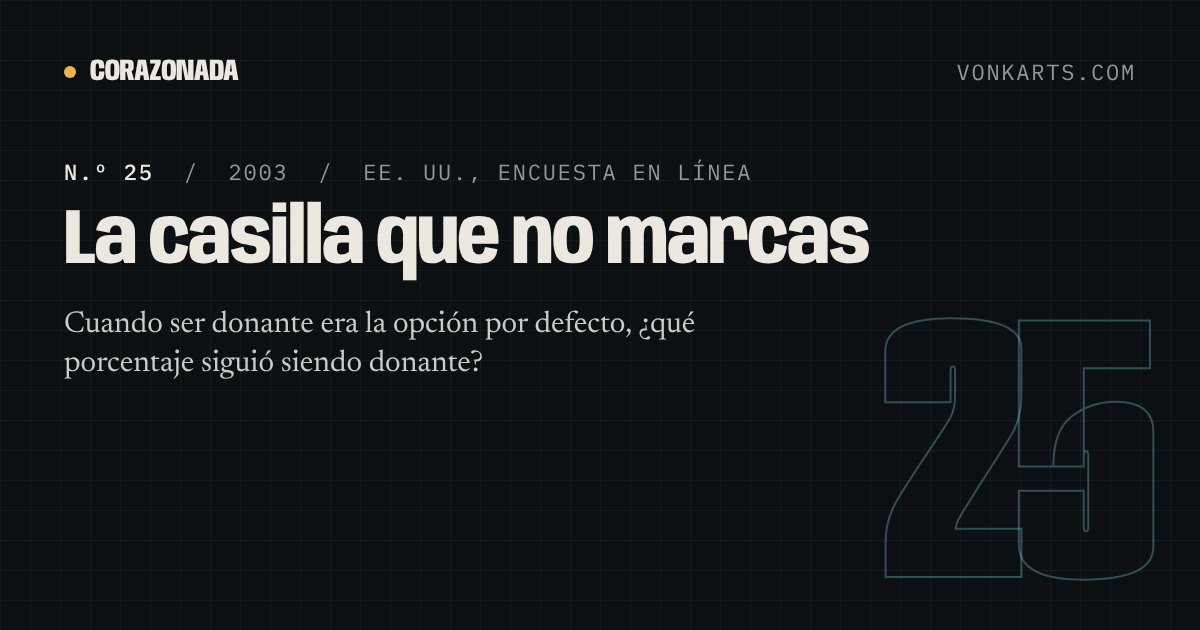 CORAZONADA
VONKARTS.COM
N.º 25 / 2003 / EE. UU., ENCUESTA EN LÍNEA
La casilla que no marcas
Cuando ser donante era la opción por defecto, ¿qué
porcentaje siguió siendo donante?
25